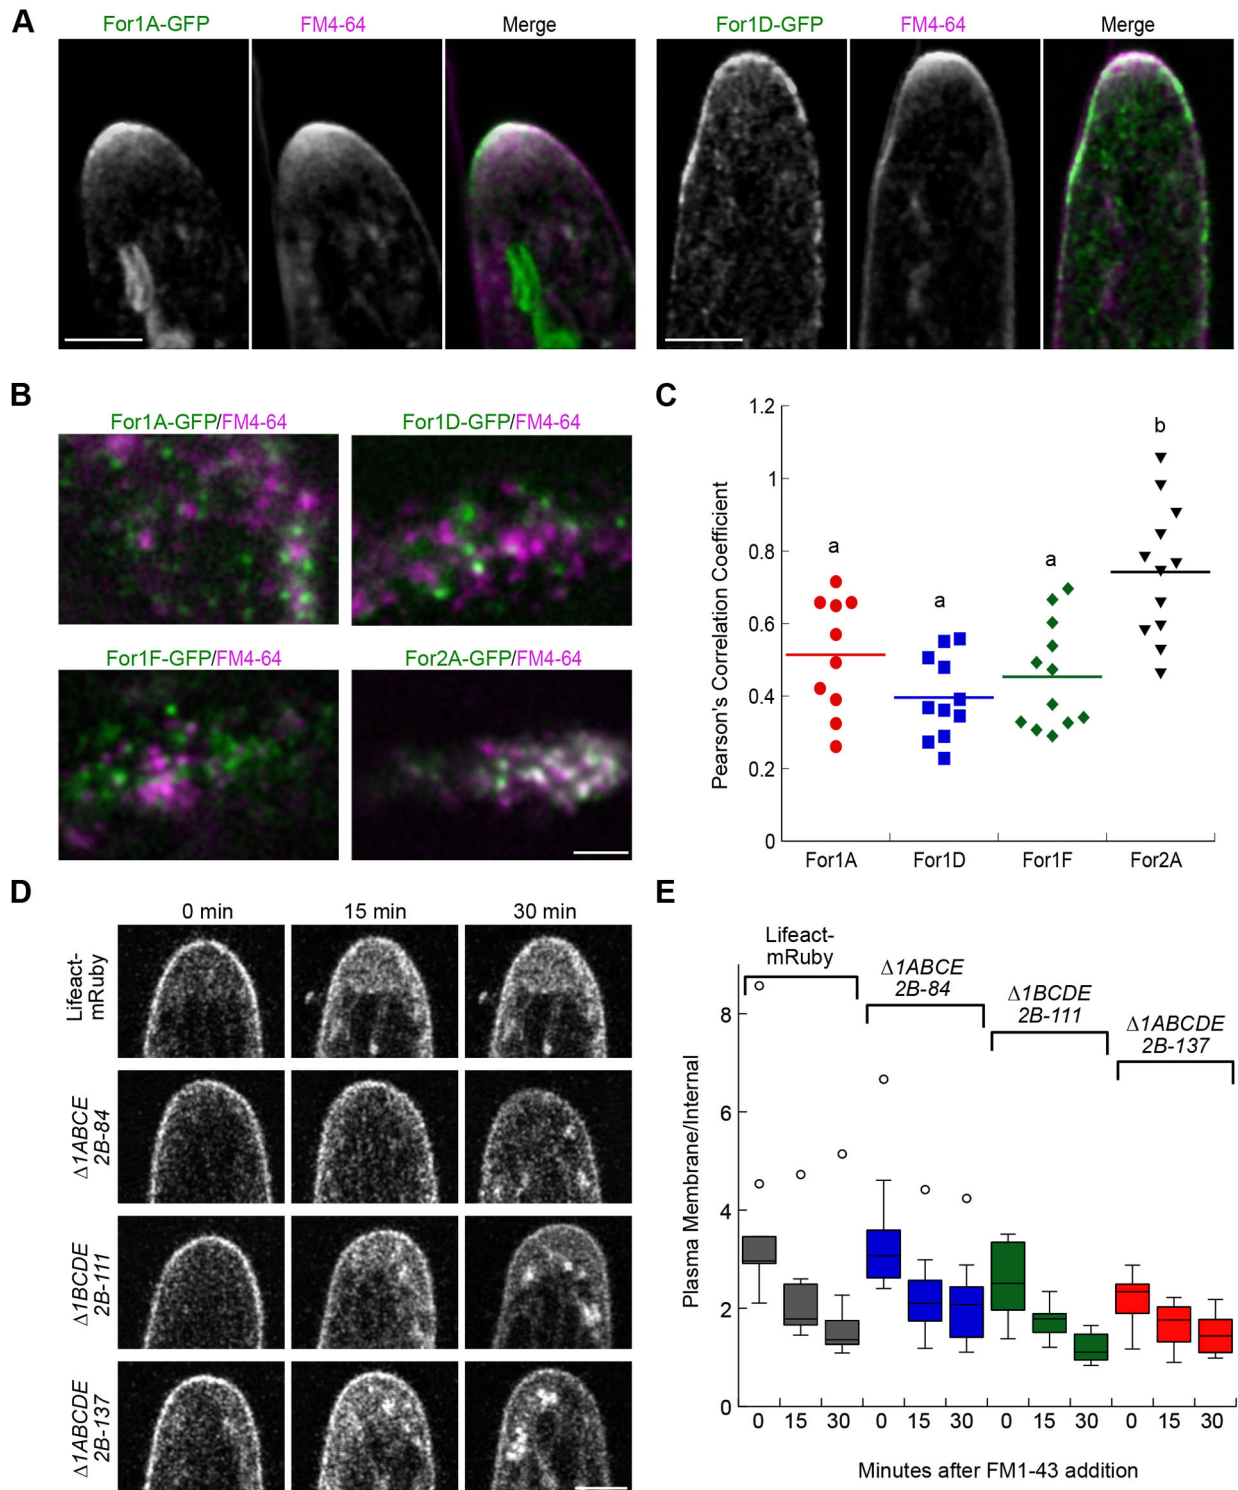 A
For1A-GFP FM4-64 Merge For1D-GFP FM4-64 Merge
B
For1A-GFP/FM4-64 For1D-GFP/FM4-64
For1F-GFP/FM4-64 For2A-GFP/FM4-64
C
Pearson's Correlation Coefficient
1.2
1
0.8
0.6
0.4
0.2
0
a a a b
For1A For1D For1F For2A
D
0 min 15 min 30 min
Lifeact-
mRuby
Δ1ABCE
2B-84
Δ1BCDE
2B-111
Δ1ABCDE
2B-137
E
Lifeact-
mRuby
Δ1ABCE
2B-84
Δ1BCDE
2B-111
Δ1ABCDE
2B-137
Plasma Membrane/Internal
8
6
4
2
0
0 15 30 0 15 30 0 15 30 0 15 30
Minutes after FM1-43 addition